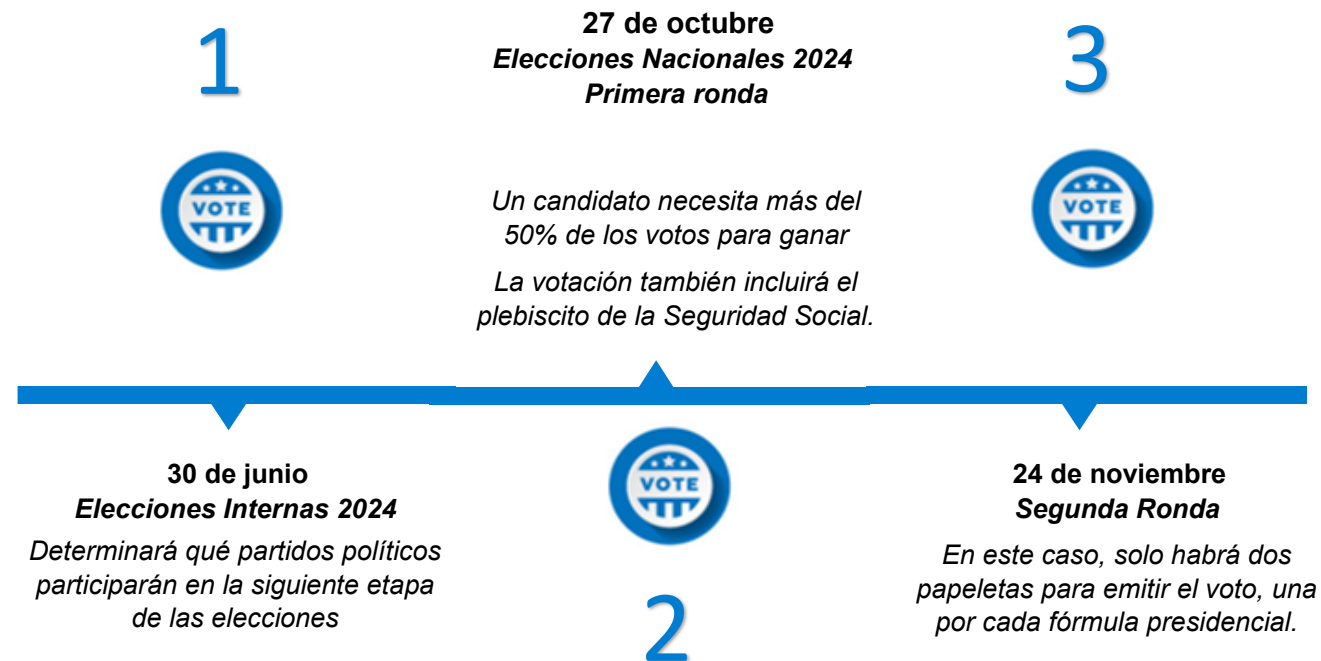 1
VOTE
30 de junio
Elecciones Internas 2024
Determinará qué partidos políticos
participarán en la siguiente etapa
de las elecciones
27 de octubre
Elecciones Nacionales 2024
Primera ronda
Un candidato necesita más del
50% de los votos para ganar
La votación también incluirá el
plebiscito de la Seguridad Social.
VOTE
2
3
VOTE
24 de noviembre
Segunda Ronda
En este caso, solo habrá dos
papeletas para emitir el voto, una
por cada fórmula presidencial.